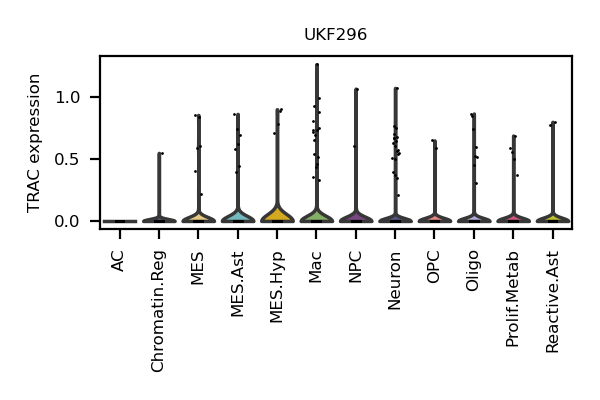 UKF296
TRAC expression
1.0
0.5
0.0
AC
Chromatin.Reg
MES
MES.Ast
MES.Hyp
Mac
NPC
Neuron
OPC
Oligo
Prolif.Metab
Reactive.Ast